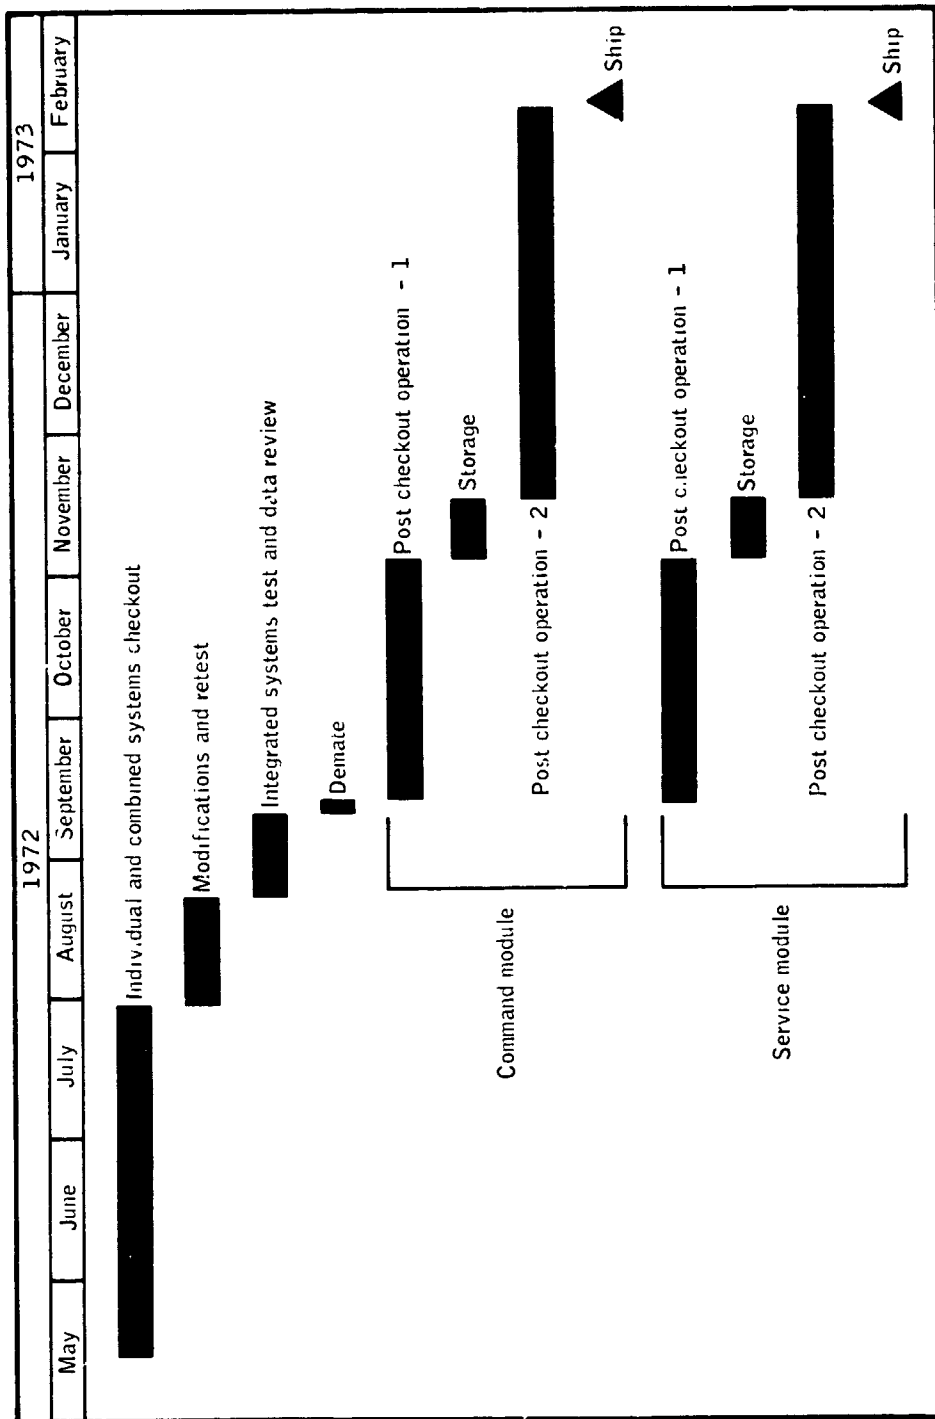 1972
1973
May
June
July
August
September
October
November
December
January
February
Individual and combined systems checkout
Modifications and retest
Integrated systems test and data review
Demate
Command module
Post checkout operation - 1
Storage
Post checkout operation - 2
Ship
Service module
Post checkout operation - 1
Storage
Post checkout operation - 2
Ship